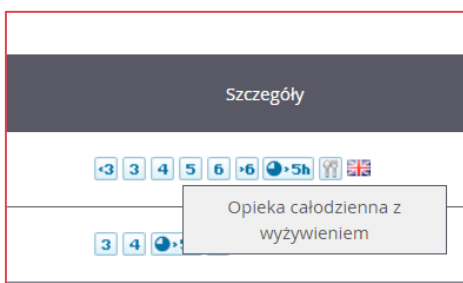 Szczegóły
<3 3 4 5 6 >6 >5h
Opieka całodzienna z
wyżywieniem
3 4